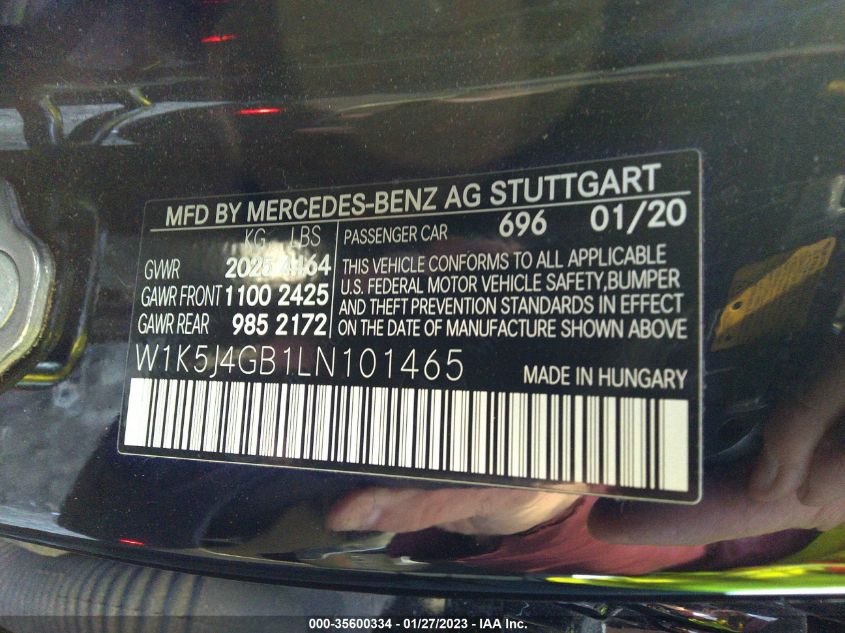 MFD BY MERCEDES-BENZ AG STUTTGART
KG LBS PASSENGER CAR 696 01/20
GVWR 2025
GAWR FRONT 1100 2425
GAWR REAR 985 2172
THIS VEHICLE CONFORMS TO ALL APPLICABLE
U.S. FEDERAL MOTOR VEHICLE SAFETY,BUMPER
AND THEFT PREVENTION STANDARDS IN EFFECT
ON THE DATE OF MANUFACTURE SHOWN ABOVE
W1K5J4GB1LN101465
MADE IN HUNGARY
000-35600334 / 01/27/2023 - IAA Inc.